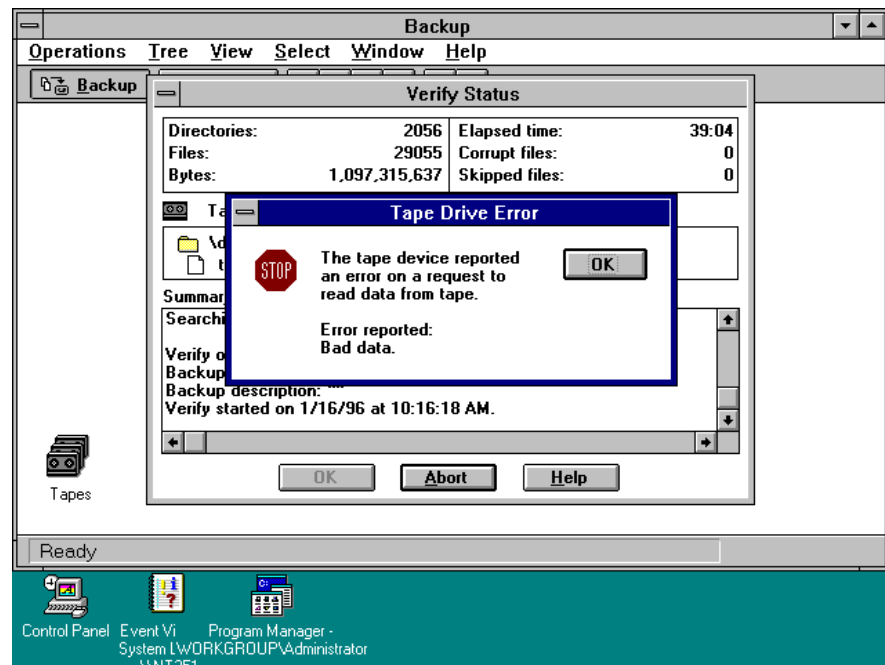 Backup
Operations Tree View Select Window Help
Backup
Verify Status
Directories: 2056 Elapsed time: 39:04
Files: 29055 Corrupt files: 0
Bytes: 1,097,315,637 Skipped files: 0
Tape Drive Error
STOP
The tape device reported
an error on a request to
read data from tape.
Error reported:
Bad data.
OK
Verify o
Backup
Backup description: ""
Verify started on 1/16/96 at 10:16:18 AM.
OK Abort Help
Tapes
Ready
Control Panel
Event Vi
System
Program Manager -
[WORKGROUP\Administrator